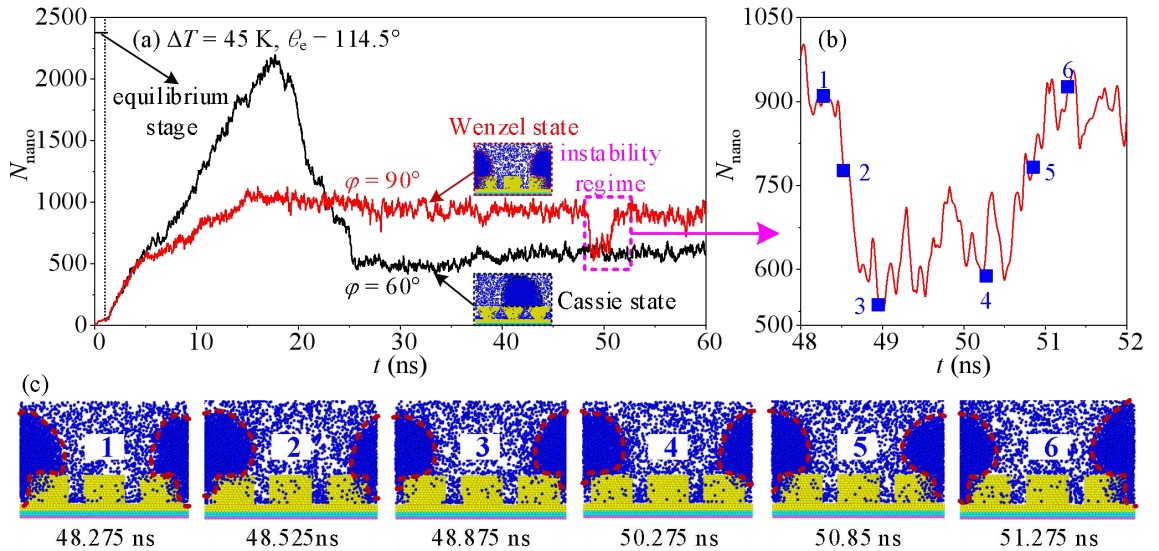 2500
2000
1500
1000
500
0
N_nano
(a) ΔT = 45 K, θ_e − 114.5°
equilibrium
stage
Wenzel state
instability
regime
φ = 90°
φ = 60°
Cassie state
0 10 20 30 40 50 60
t (ns)
1050
900
750
600
500
N_nano
(b)
1
2
3
4
5
6
48 49 50 51 52
t (ns)
(c)
1 2 3 4 5 6
48.275 ns 48.525ns 48.875 ns 50.275 ns 50.85 ns 51.275 ns